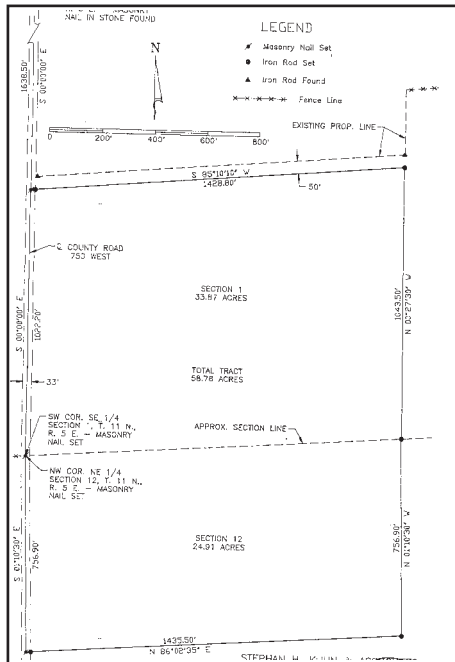 NAIL IN STONE FOUND
LEGEND
Masonry Nail Set
Iron Rod Set
Iron Rod Found
Fence Line
N
1638.50'
S 00°00'00" E
0 200' 400' 600' 800'
EXISTING PROP. LINE
S 85°10'10" W
1428.80'
50'
COUNTY ROAD
750 WEST
S 00°00'00" E
1022.20'
SECTION 1
33.87 ACRES
1043.50'
TOTAL TRACT
58.78 ACRES
33'
SW COR. SE 1/4
SECTION 1, T. 11 N.,
R. 5 E. – MASONRY
NAIL SET
APPROX. SECTION LINE
NW COR. NE 1/4
SECTION 12, T. 11 N.,
R. 5 E. – MASONRY
NAIL SET
S 01°10'30" E
756.90'
SECTION 12
24.91 ACRES
756.90'
N 01°10'30" W
1435.50'
N 86°02'35" E
STEPHAN H.